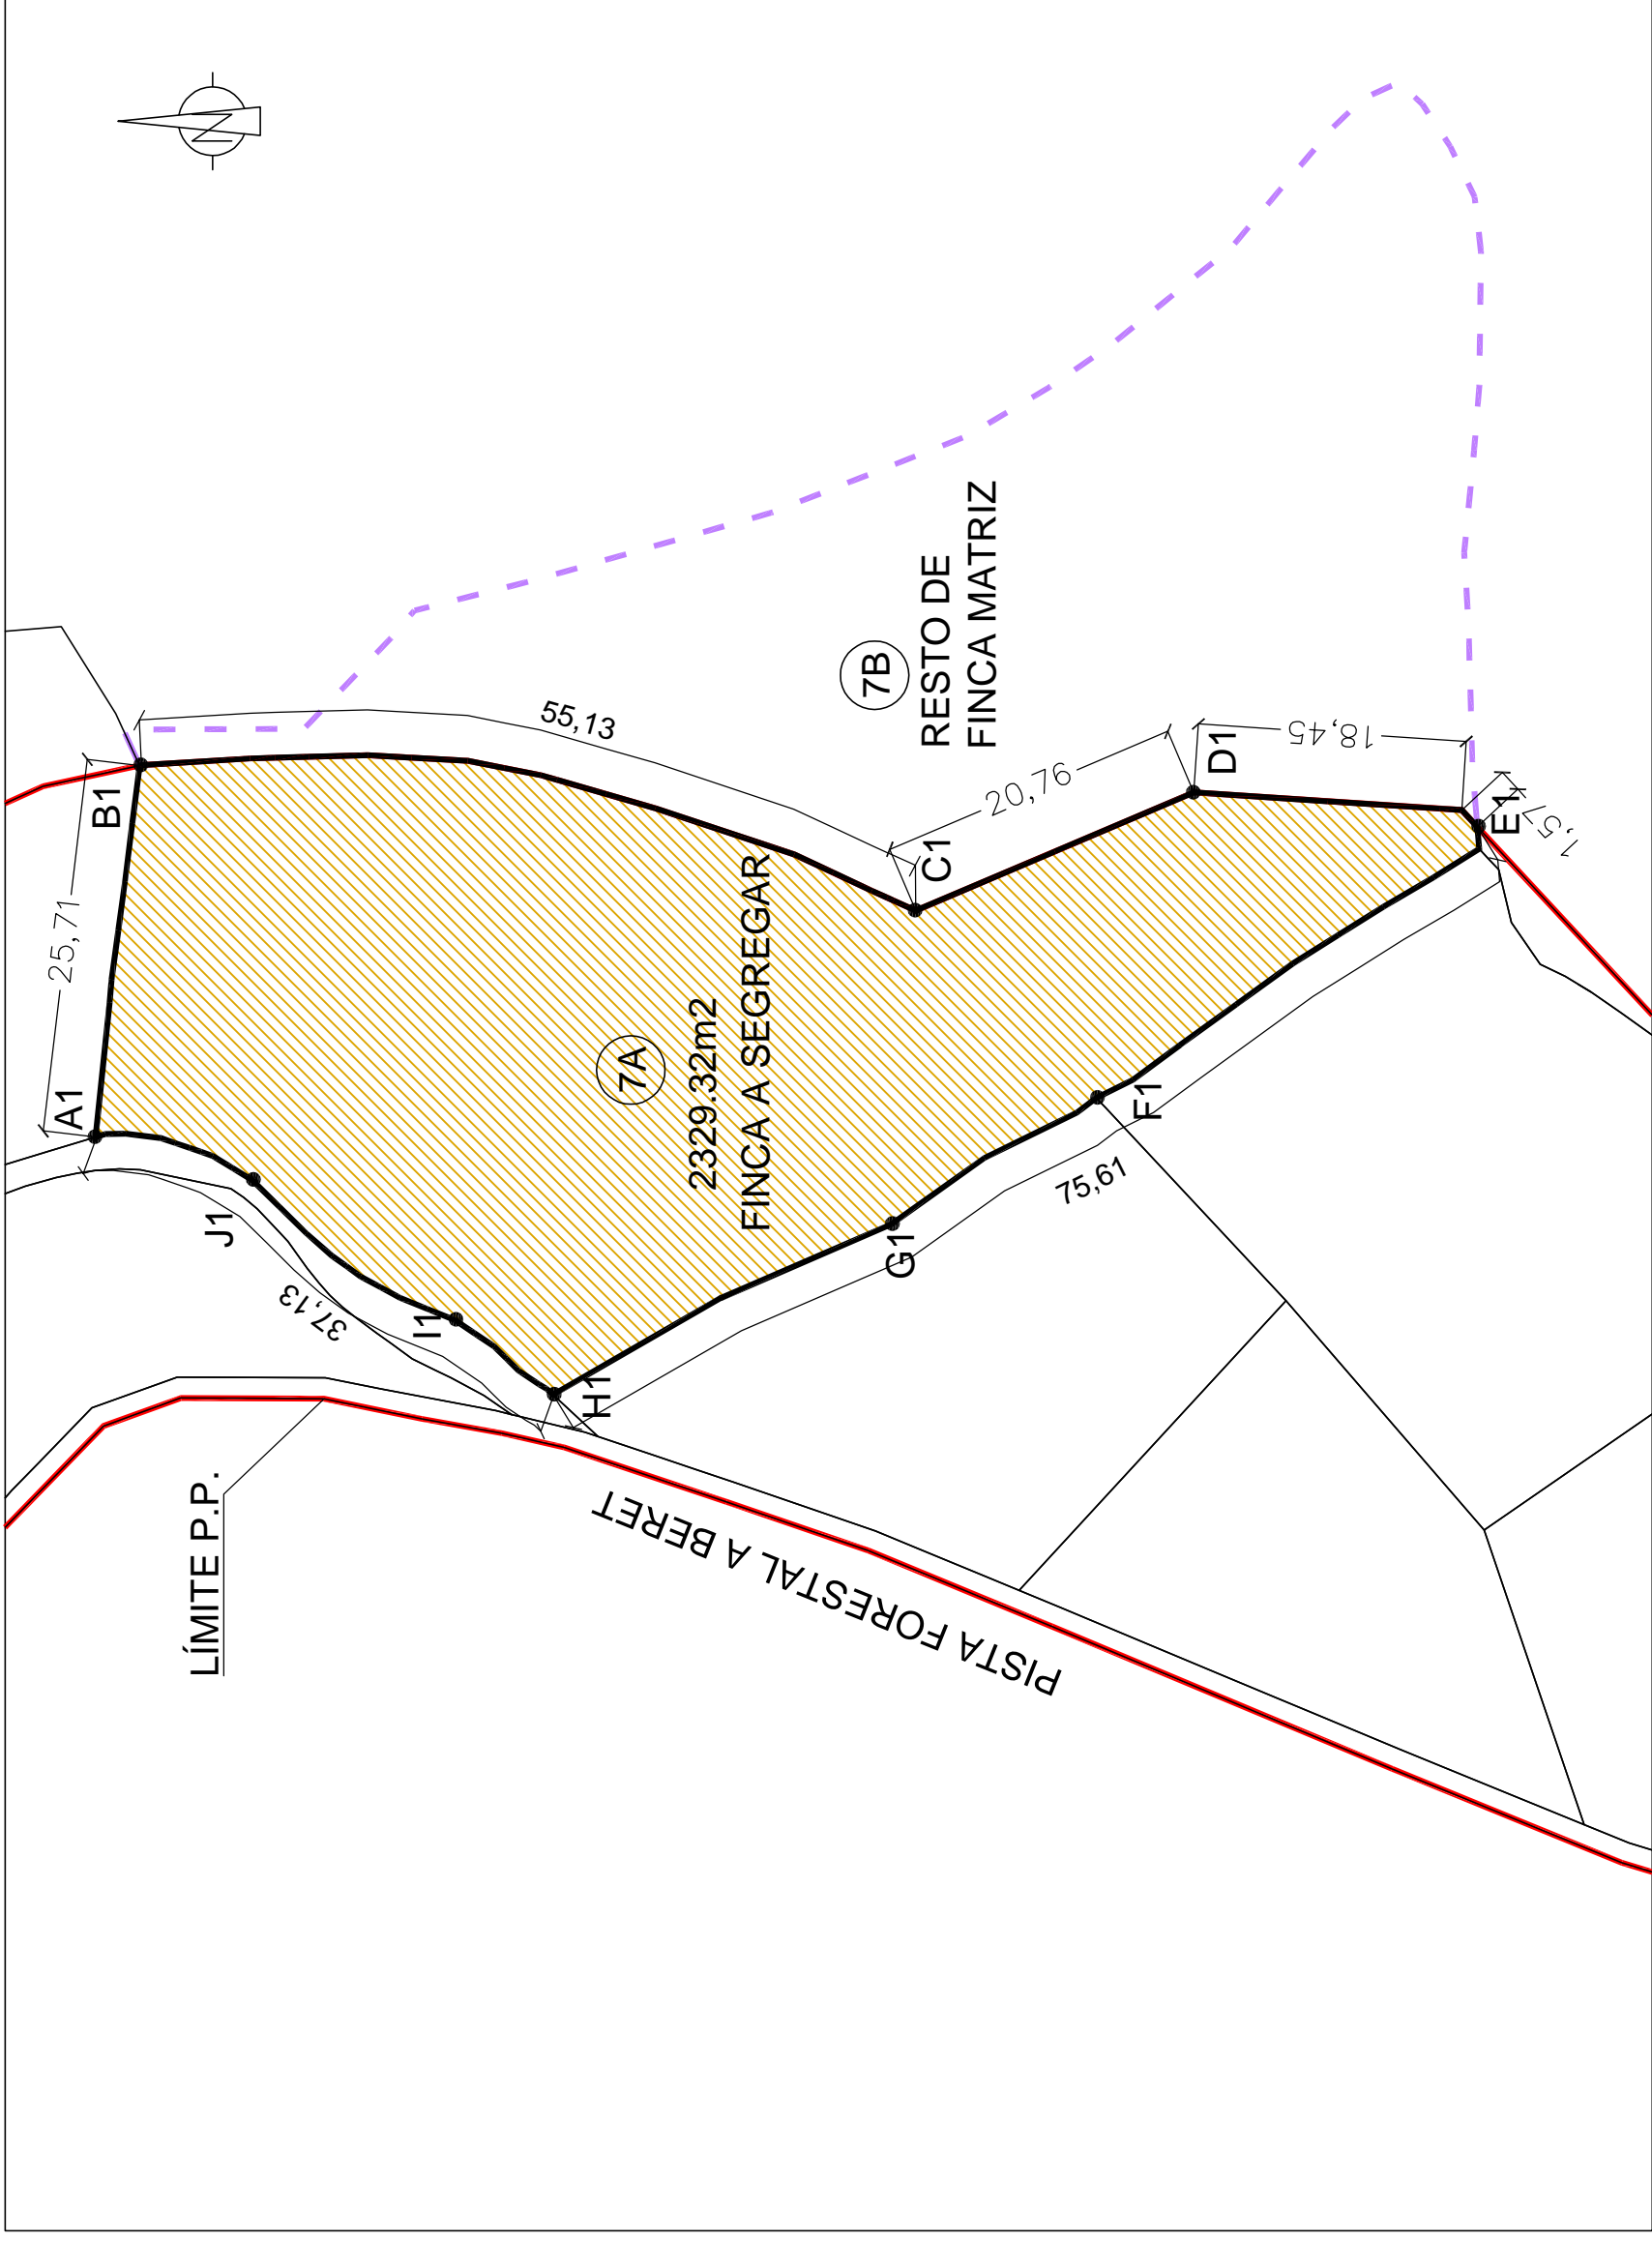 N
A1
25,71
B1
J1
37,13
I1
H1
55,13
7A
2329.32m2
FINCA A SEGREGAR
7B
RESTO DE
FINCA MATRIZ
C1
20,76
D1
18,45
E1
1,57
F1
G1
75,61
LÍMITE P.P.
PISTA FORESTAL A BERET